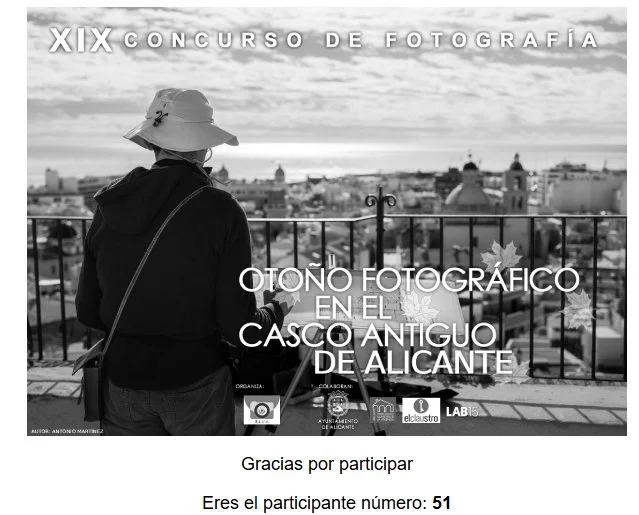 XIX CONCURSO DE FOTOGRAFÍA
OTOÑO FOTOGRÁFICO
EN EL
CASCO ANTIGUO
DE ALICANTE
ORGANIZA:
COLABORAN:
AYUNTAMIENTO
DE ALICANTE
elclaustro
LAB15
AUTOR: ANTONIO MARTINEZ
Gracias por participar
Eres el participante número: 51